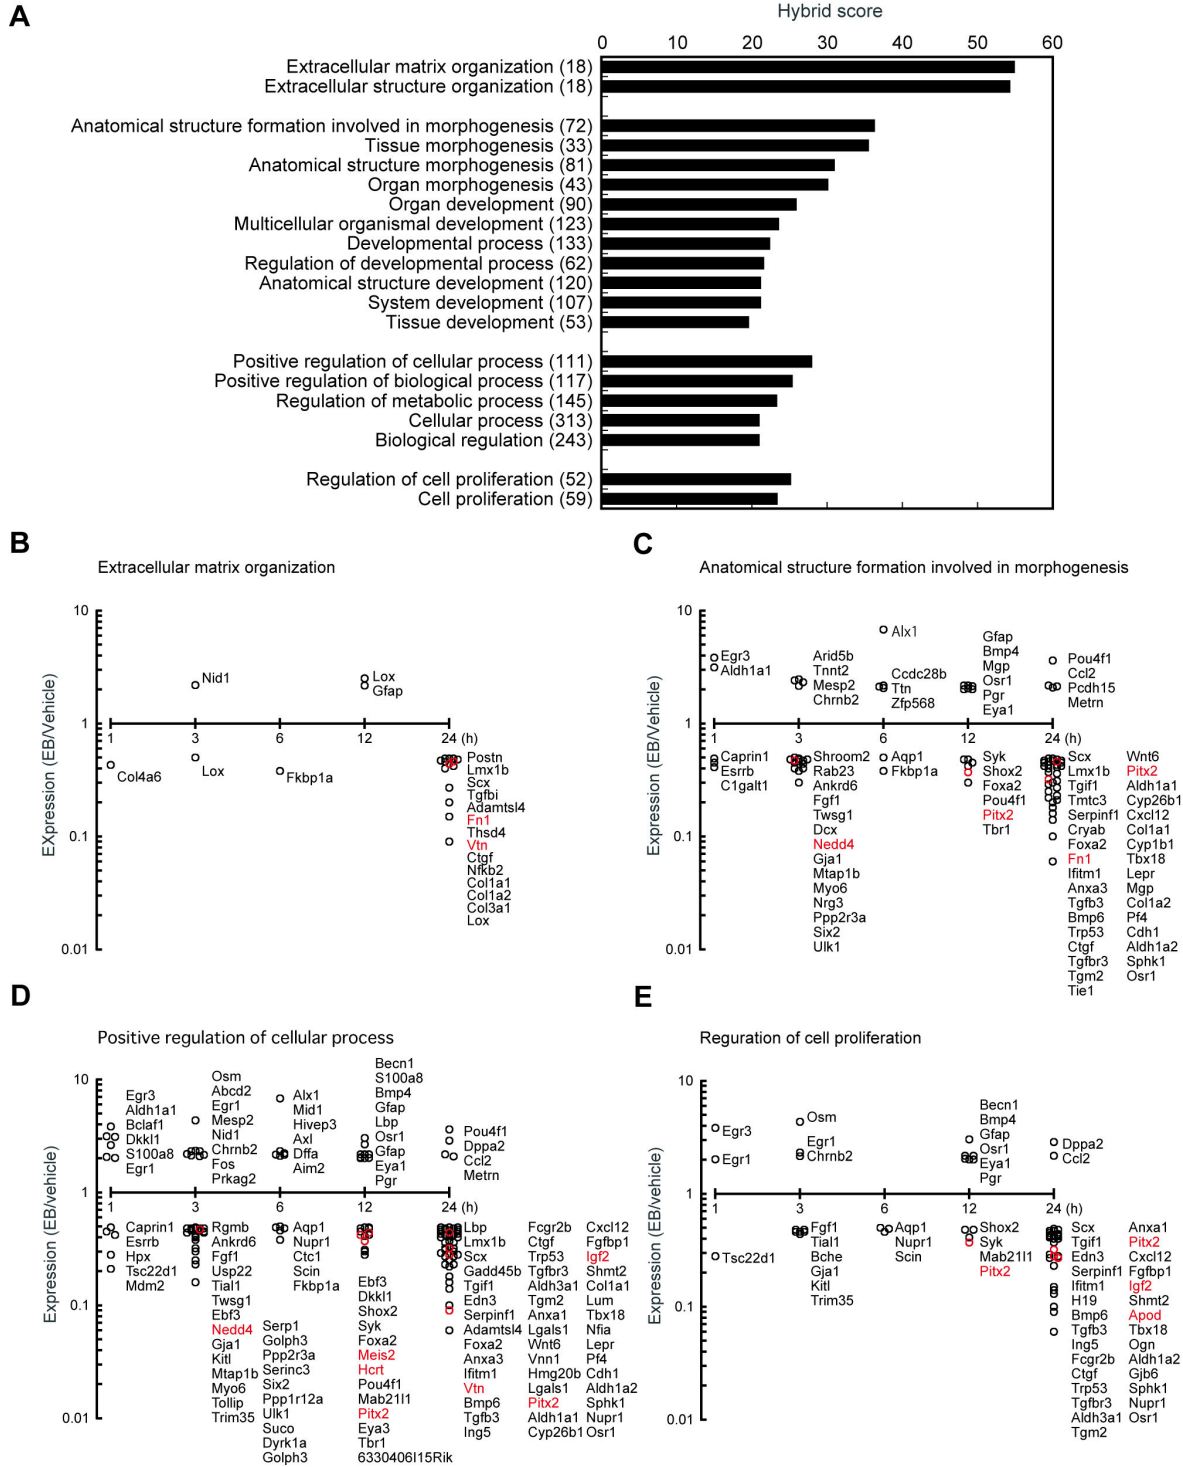 A
Hybrid score
0 10 20 30 40 50 60
Extracellular matrix organization (18)
Extracellular structure organization (18)
Anatomical structure formation involved in morphogenesis (72)
Tissue morphogenesis (33)
Anatomical structure morphogenesis (81)
Organ morphogenesis (43)
Organ development (90)
Multicellular organismal development (123)
Developmental process (133)
Regulation of developmental process (62)
Anatomical structure development (120)
System development (107)
Tissue development (53)
Positive regulation of cellular process (111)
Positive regulation of biological process (117)
Regulation of metabolic process (145)
Cellular process (313)
Biological regulation (243)
Regulation of cell proliferation (52)
Cell proliferation (59)
B
Extracellular matrix organization
EXpression (EB/Vehicle)
10
1
0.1
0.01
1 3 6 12 24 (h)
Nid1
Lox
Gfap
Col4a6
Lox
Fkbp1a
Postn
Lmx1b
Scx
Tgfbi
Adamtsl4
Fn1
Thsd4
Vtn
Ctgf
Nfkb2
Col1a1
Col1a2
Col3a1
Lox
C
Anatomical structure formation involved in morphogenesis
Expression (EB/Vehicle)
10
1
0.1
0.01
1 3 6 12 24 (h)
Egr3
Aldh1a1
Arid5b
Tnnt2
Mesp2
Chrnb2
Alx1
Ccdc28b
Ttn
Zfp568
Gfap
Bmp4
Mgp
Osr1
Pgr
Eya1
Pou4f1
Ccl2
Pcdh15
Metrn
Caprin1
Esrrb
C1galt1
Shroom2
Rab23
Ankrd6
Fgf1
Twsg1
Dcx
Nedd4
Gja1
Mtap1b
Myo6
Nrg3
Ppp2r3a
Six2
Ulk1
Aqp1
Fkbp1a
Syk
Shox2
Foxa2
Pou4f1
Pitx2
Tbr1
Scx
Lmx1b
Tgif1
Tmtc3
Serpinf1
Cryab
Foxa2
Fn1
Ifitm1
Anxa3
Tgfb3
Bmp6
Trp53
Ctgf
Tgfbr3
Tgm2
Tie1
Wnt6
Pitx2
Aldh1a1
Cyp26b1
Cxcl12
Col1a1
Cyp1b1
Tbx18
Lepr
Mgp
Col1a2
Pf4
Cdh1
Aldh1a2
Sphk1
Osr1
D
Positive regulation of cellular process
Expression (EB/vehicle)
10
1
0.1
0.01
1 3 6 12 24 (h)
Egr3
Aldh1a1
Bclaf1
Dkkl1
S100a8
Egr1
Osm
Abcd2
Egr1
Mesp2
Nid1
Chrnb2
Fos
Prkag2
Alx1
Mid1
Hivep3
Axl
Dffa
Aim2
Becn1
S100a8
Bmp4
Gfap
Lbp
Osr1
Gfap
Eya1
Pgr
Pou4f1
Dppa2
Ccl2
Metrn
Caprin1
Esrrb
Hpx
Tsc22d1
Mdm2
Rgmb
Ankrd6
Fgf1
Usp22
Tial1
Twsg1
Ebf3
Nedd4
Gja1
Kitl
Mtap1b
Myo6
Tollip
Trim35
Serp1
Golph3
Ppp2r3a
Serinc3
Six2
Ppp1r12a
Ulk1
Suco
Dyrk1a
Golph3
Aqp1
Nupr1
Ctc1
Scin
Fkbp1a
Ebf3
Dkkl1
Shox2
Syk
Foxa2
Meis2
Hcrt
Pou4f1
Mab21l1
Pitx2
Eya3
Tbr1
6330406I15Rik
Lbp
Lmx1b
Scx
Gadd45b
Tgif1
Edn3
Serpinf1
Adamtsl4
Foxa2
Anxa3
Ifitm1
Vtn
Bmp6
Tgfb3
Ing5
Fcgr2b
Ctgf
Trp53
Tgfbr3
Aldh3a1
Tgm2
Anxa1
Lgals1
Wnt6
Vnn1
Hmg20b
Lgals1
Pitx2
Aldh1a1
Cyp26b1
Cxcl12
Fgfbp1
Igf2
Shmt2
Col1a1
Lum
Tbx18
Nfia
Lepr
Pf4
Cdh1
Aldh1a2
Sphk1
Nupr1
Osr1
E
Reguration of cell proliferation
Expression (EB/vehicle)
10
1
0.1
0.01
1 3 6 12 24 (h)
Egr3
Egr1
Osm
Egr1
Chrnb2
Becn1
Bmp4
Gfap
Osr1
Eya1
Pgr
Dppa2
Ccl2
Tsc22d1
Fgf1
Tial1
Bche
Gja1
Kitl
Trim35
Aqp1
Nupr1
Scin
Shox2
Syk
Mab21l1
Pitx2
Scx
Tgif1
Edn3
Serpinf1
Ifitm1
H19
Bmp6
Tgfb3
Ing5
Fcgr2b
Ctgf
Trp53
Tgfbr3
Aldh3a1
Tgm2
Anxa1
Pitx2
Cxcl12
Fgfbp1
Igf2
Shmt2
Apod
Tbx18
Ogn
Aldh1a2
Gjb6
Sphk1
Nupr1
Osr1